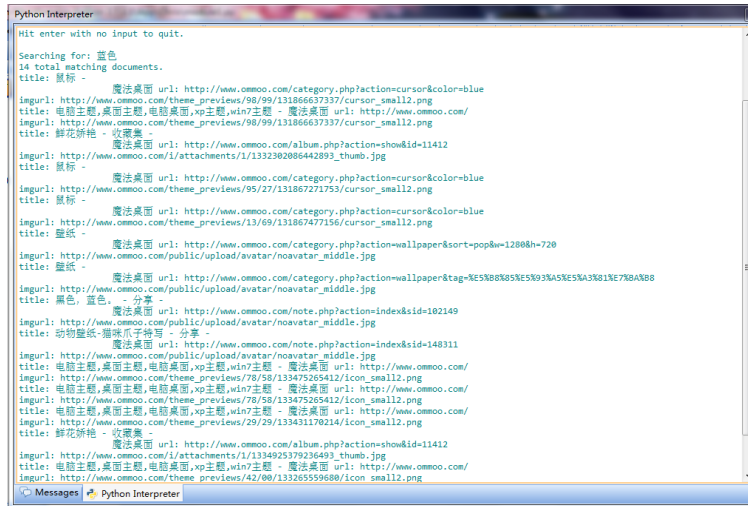 Python Interpreter
Hit enter with no input to quit.
Searching for: 蓝色
14 total matching documents.
title: 鼠标 -
魔法桌面 url: http://www.ommoo.com/category.php?action=cursor&color=blue
imgurl: http://www.ommoo.com/theme_previews/98/99/131866637337/cursor_small2.png
title: 电脑主题,桌面主题,电脑桌面,xp主题,win7主题 - 魔法桌面 url: http://www.ommoo.com/
imgurl: http://www.ommoo.com/theme_previews/98/99/131866637337/cursor_small2.png
title: 鲜花娇艳 - 收藏集 -
魔法桌面 url: http://www.ommoo.com/album.php?action=show&id=11412
imgurl: http://www.ommoo.com/i/attachments/1/1332302086442893_thumb.jpg
title: 鼠标 -
魔法桌面 url: http://www.ommoo.com/category.php?action=cursor&color=blue
imgurl: http://www.ommoo.com/theme_previews/95/27/131867271753/cursor_small2.png
title: 鼠标 -
魔法桌面 url: http://www.ommoo.com/category.php?action=cursor&color=blue
imgurl: http://www.ommoo.com/theme_previews/13/69/131867477156/cursor_small2.png
title: 壁纸 -
魔法桌面 url: http://www.ommoo.com/category.php?action=wallpaper&sort=pop&w=1280&h=720
imgurl: http://www.ommoo.com/public/upload/avatar/noavatar_middle.jpg
title: 壁纸 -
魔法桌面 url: http://www.ommoo.com/category.php?action=wallpaper&tag=%E5%B8%85%E5%93%A5%E5%A3%81%E7%BA%B8
imgurl: http://www.ommoo.com/public/upload/avatar/noavatar_middle.jpg
title: 黑色，蓝色。 - 分享 -
魔法桌面 url: http://www.ommoo.com/note.php?action=index&sid=102149
imgurl: http://www.ommoo.com/public/upload/avatar/noavatar_middle.jpg
title: 动物壁纸-猫咪爪子特写 - 分享 -
魔法桌面 url: http://www.ommoo.com/note.php?action=index&sid=148311
imgurl: http://www.ommoo.com/public/upload/avatar/noavatar_middle.jpg
title: 电脑主题,桌面主题,电脑桌面,xp主题,win7主题 - 魔法桌面 url: http://www.ommoo.com/
imgurl: http://www.ommoo.com/theme_previews/78/58/133475265412/icon_small2.png
title: 电脑主题,桌面主题,电脑桌面,xp主题,win7主题 - 魔法桌面 url: http://www.ommoo.com/
imgurl: http://www.ommoo.com/theme_previews/78/58/133475265412/icon_small2.png
title: 电脑主题,桌面主题,电脑桌面,xp主题,win7主题 - 魔法桌面 url: http://www.ommoo.com/
imgurl: http://www.ommoo.com/theme_previews/29/29/133431170214/icon_small2.png
title: 鲜花娇艳 - 收藏集 -
魔法桌面 url: http://www.ommoo.com/album.php?action=show&id=11412
imgurl: http://www.ommoo.com/i/attachments/1/1334925379236493_thumb.jpg
title: 电脑主题,桌面主题,电脑桌面,xp主题,win7主题 - 魔法桌面 url: http://www.ommoo.com/
imgurl: http://www.ommoo.com/theme_previews/42/00/133265559680/icon_small2.png
Messages Python Interpreter